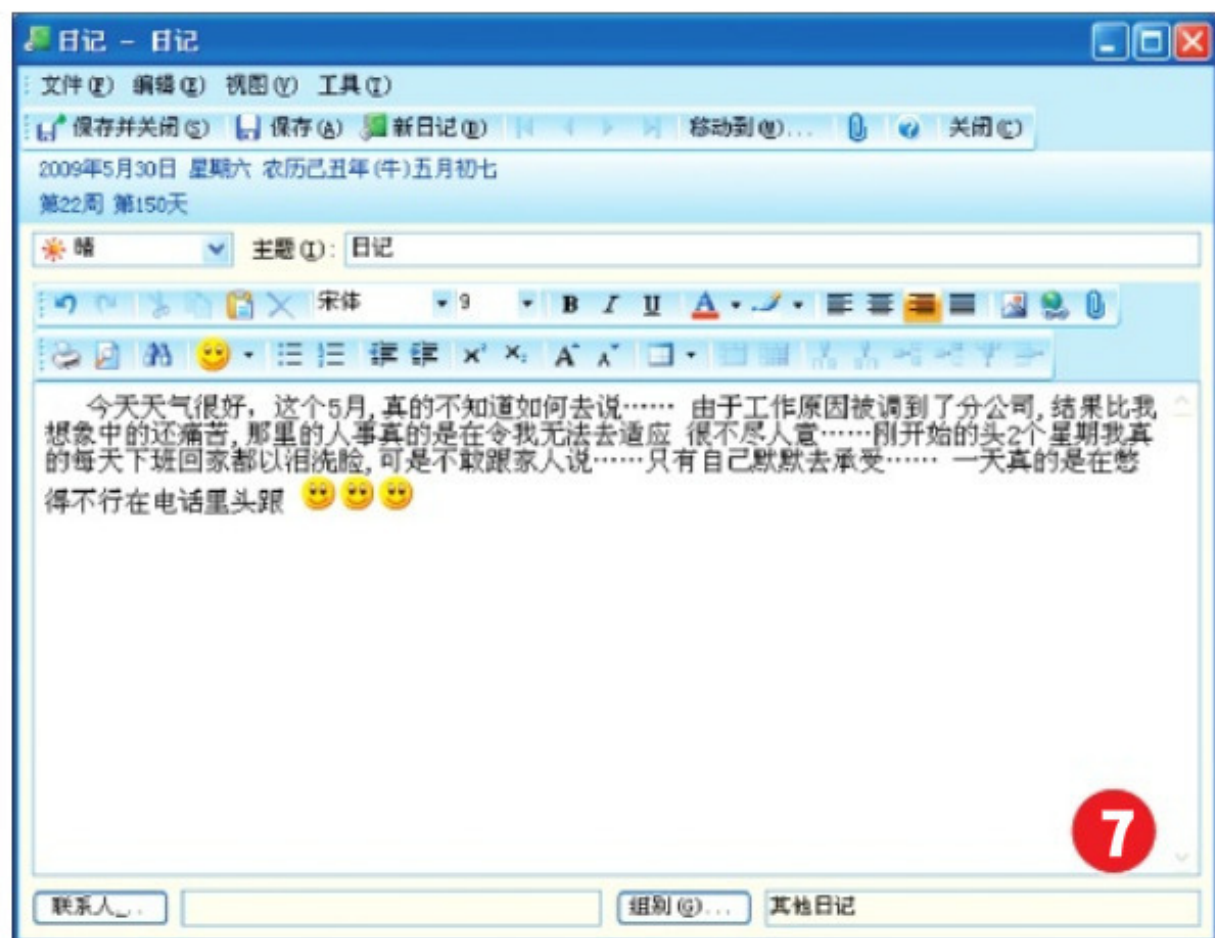 日记 - 日记
文件(F) 编辑(E) 视图(V) 工具(T)
保存并关闭(S) 保存(A) 新日记(D) 移动到(M)... 关闭(C)
2009年5月30日 星期六 农历己丑年(牛)五月初七
第22周 第150天
晴 主题(I): 日记
宋体 9 B I U A
x² x₂ A A
今天天气很好，这个5月,真的不知道如何去说…… 由于工作原因被调到了分公司,结果比我
想象中的还痛苦,那里的人事真的是在令我无法去适应 很不尽人意……刚开始的头2个星期我真
的每天下班回家都以泪洗脸,可是不敢跟家人说……只有自己默默去承受…… 一天真的是在憋
得不行在电话里头跟
7
联系人... 组别(G)... 其他日记